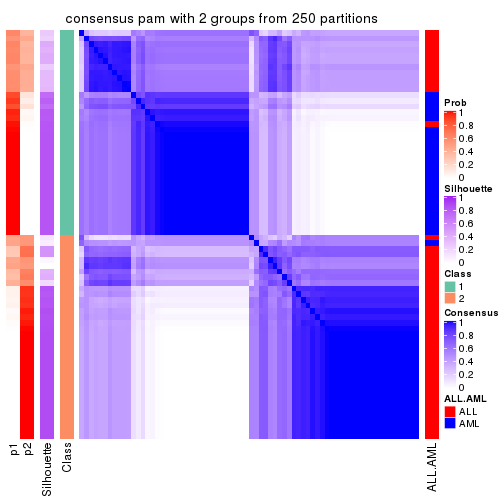 consensus pam with 2 groups from 250 partitions
Prob
1
0.8
0.6
0.4
0.2
0
Silhouette
1
0.8
0.6
0.4
0.2
0
Class
1
2
Consensus
1
0.8
0.6
0.4
0.2
0
ALL.AML
ALL
AML
p1
p2
Silhouette
Class
ALL.AML